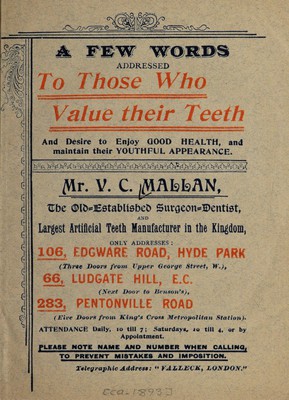 A FEW WORDS
ADDRESSED
To Those Who
Value their Teeth
And Desire to Enjoy GOOD HEALTH, and
maintain their YOUTHFUL APPEARANCE.
Mr. V. C. MALLAN,
The Old=Established Surgeon=Dentist,
AND
Largest Artificial Teeth Manufacturer in the Kingdom,
ONLY ADDRESSES:
106, EDGWARE ROAD, HYDE PARK
(Three Doors from Upper George Street, W.),
66, LUDGATE HILL, E.C.
(Next Door to Benson's),
283, PENTONVILLE ROAD
(Five Doors from King's Cross Metropolitan Station).
ATTENDANCE Daily, 10 till 7; Saturdays, 10 till 4, or by
Appointment.
PLEASE NOTE NAME AND NUMBER WHEN CALLING,
TO PREVENT MISTAKES AND IMPOSITION.
Telegraphic Address: "VALLECK, LONDON."